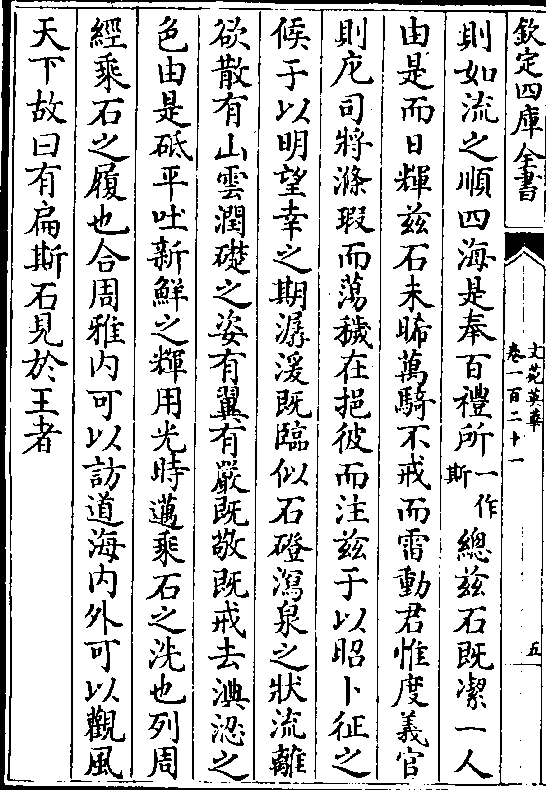 欽定四庫全書
文苑英華
卷一百二十一
五
則如流之順四海是奉百禮所一作斯總茲石既潔一人
由是而日輝茲石未晞萬騎不戒而雷動君惟度義官
則庀司將滌瑕而蕩穢在挹彼而注茲于以昭卜征之
候于以明望幸之期潺湲既臨似石磴瀉泉之狀流離
欲散有山雲潤礎之姿有翼有嚴既敬既戒去淟涊之
色由是砥平吐新鮮之輝用光時邁乘石之洗也列周
經乘石之履也合周雅內可以訪道海內外可以觀風
天下故曰有扁斯石見於王者